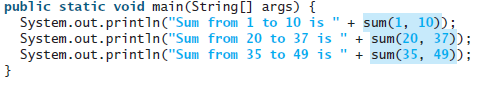 public static void main(String[] args) {
  System.out.println("Sum from 1 to 10 is " + sum(1, 10));
  System.out.println("Sum from 20 to 37 is " + sum(20, 37));
  System.out.println("Sum from 35 to 49 is " + sum(35, 49));
}